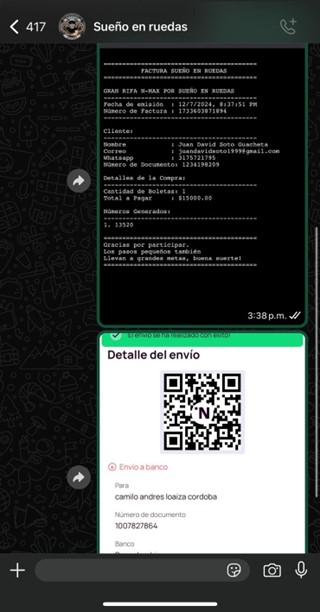 417 Sueño en ruedas
FACTURA SUEÑO EN RUEDAS
GRAN RIFA N-MAX POR SUEÑO EN RUEDAS
Fecha de emisión : 12/7/2024, 8:37:51 PM
Número de Factura : 1733603871894
Cliente:
Nombre : Juan David Soto Guacheta
Correo : juandavidsoto1999@gmail.com
Whatsapp : 3175721795
Número de Documento: 1234198209
Detalles de la Compra:
Cantidad de Boletas: 1
Total a Pagar : $15000.00
Números Generados:
1. 13520
Gracias por participar.
Los pasos pequeños también
Llevan a grandes metas, buena suerte!
3:38 p.m.
El envío se ha realizado con éxito!
Detalle del envío
N
Envío a banco
Para
camilo andres loaiza cordoba
Número de documento
1007827864
Banco